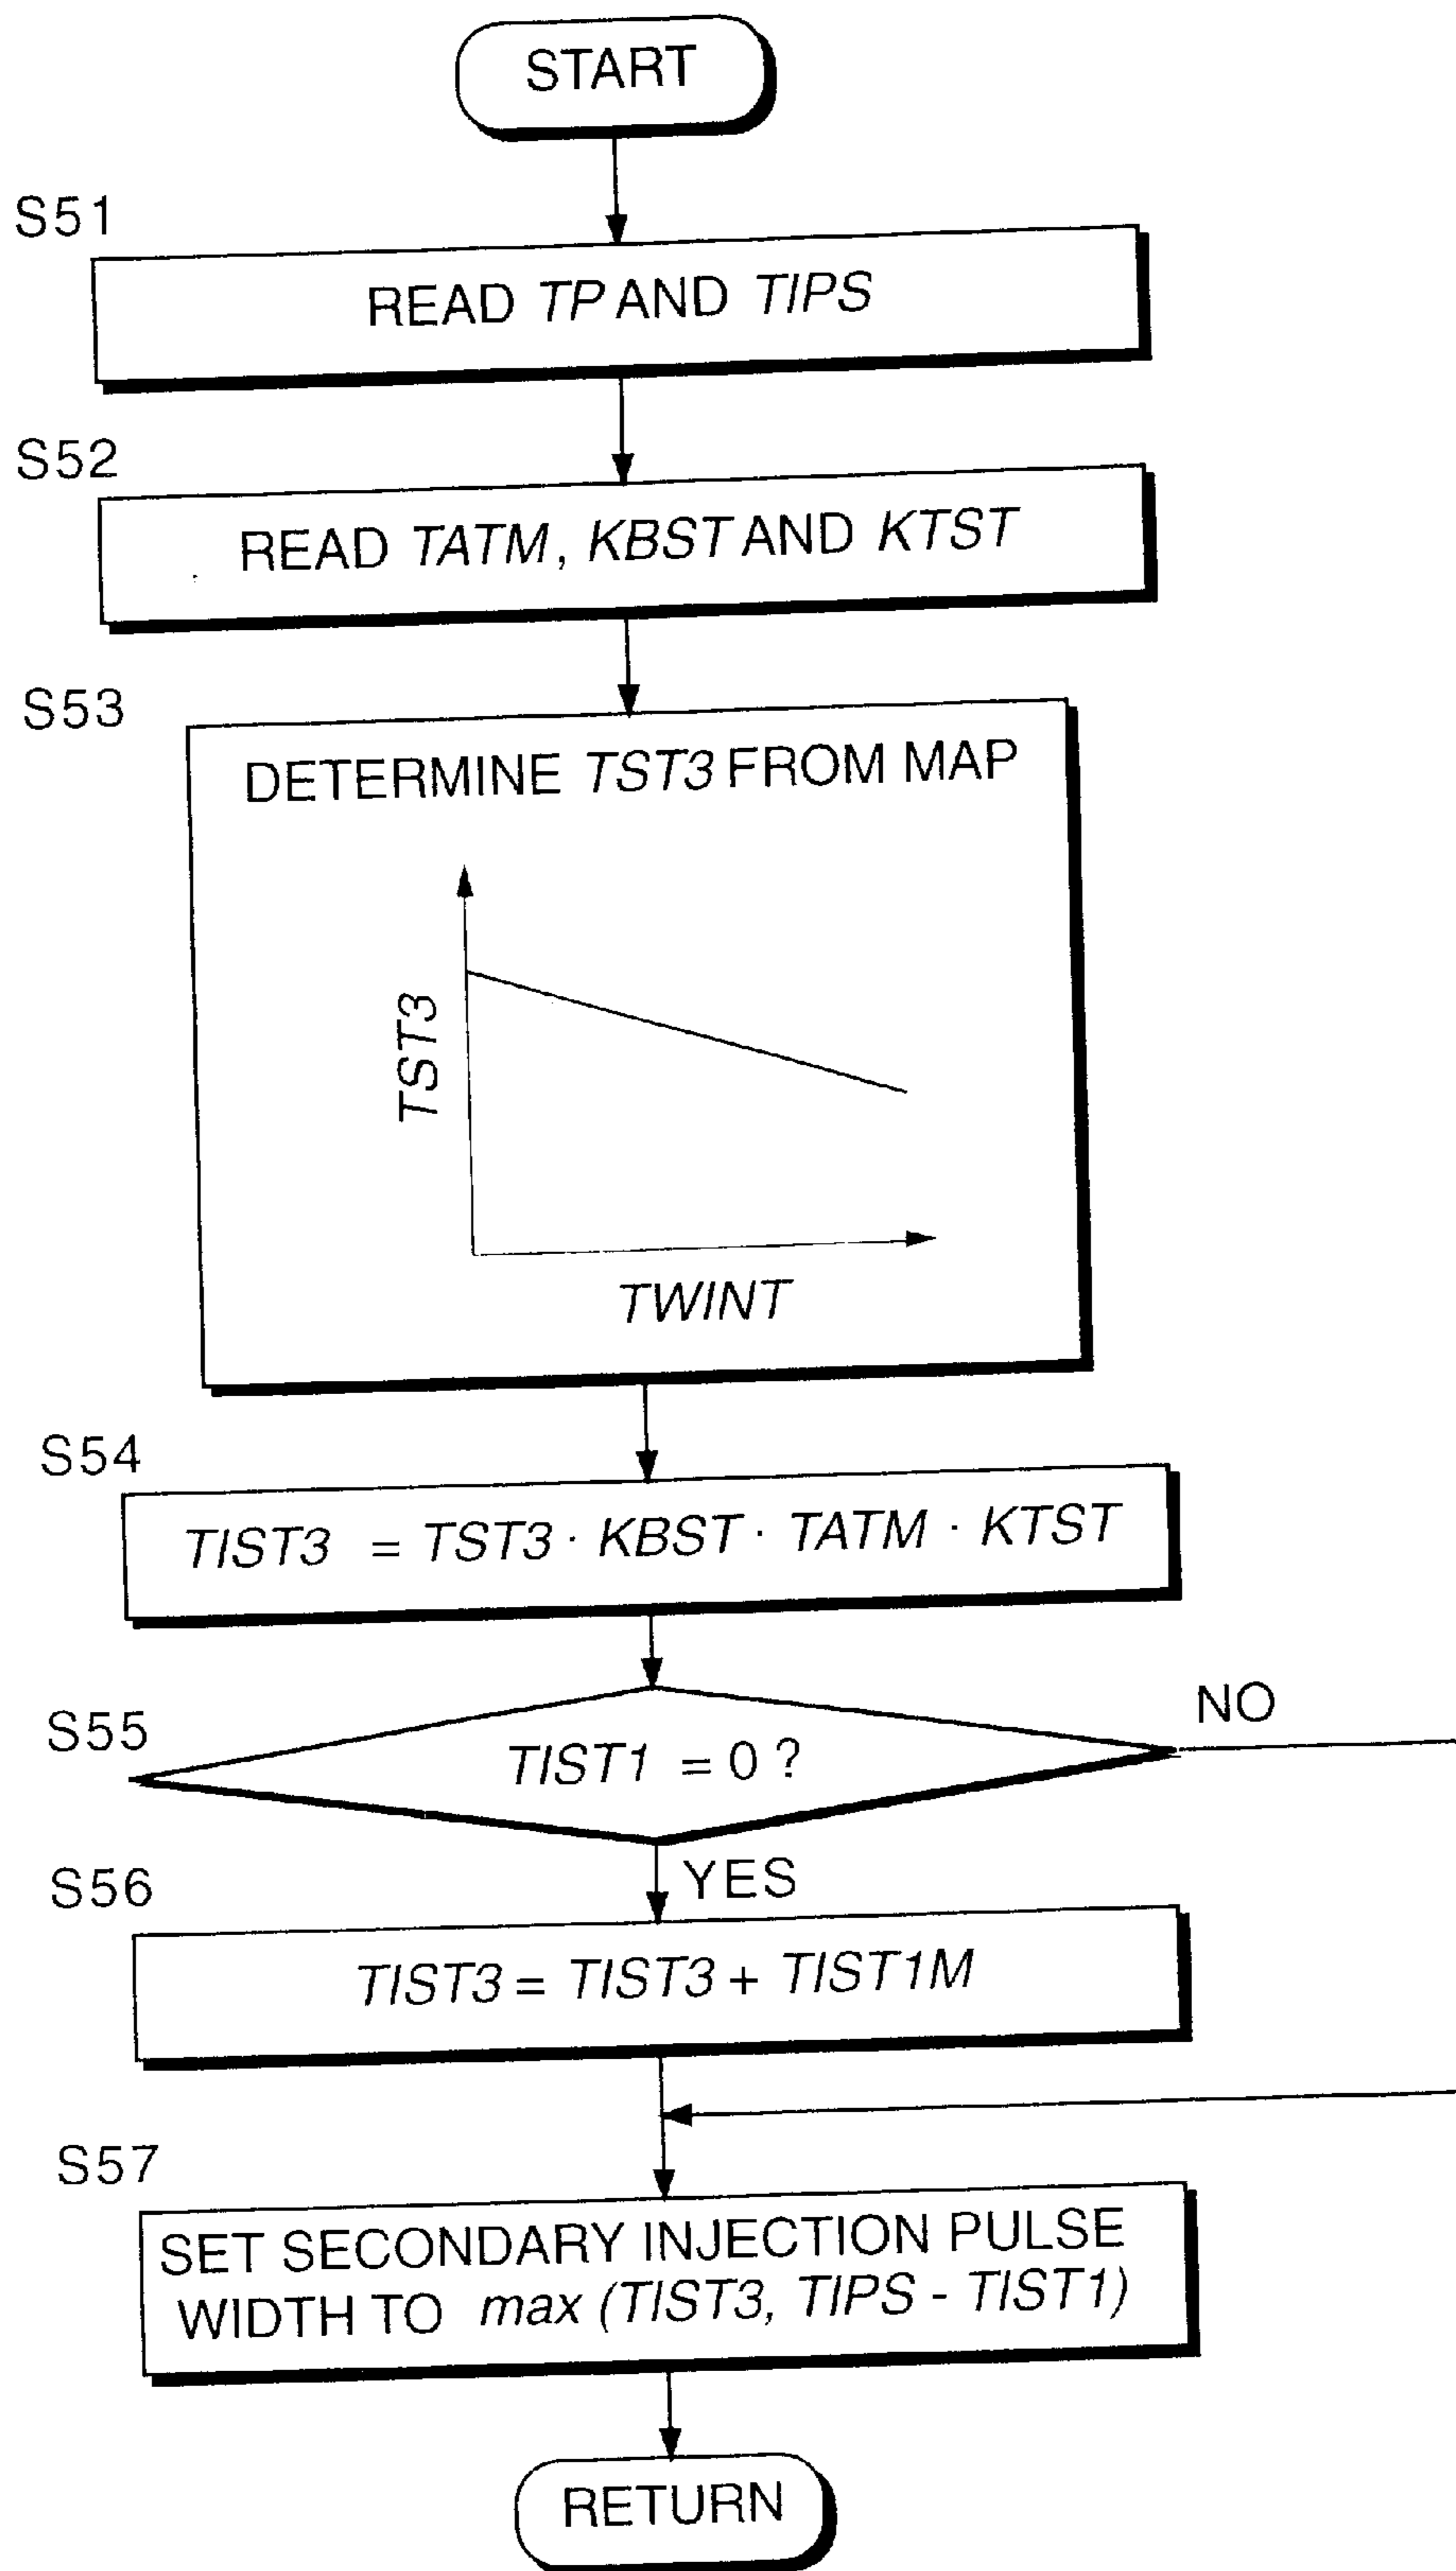 START
S51
READ TP AND TIPS
S52
READ TATM, KBST AND KTST
S53
DETERMINE TST3 FROM MAP
TST3
TWINT
S54
TIST3 = TST3 · KBST · TATM · KTST
S55
TIST1 = 0 ?
NO
YES
S56
TIST3 = TIST3 + TIST1M
S57
SET SECONDARY INJECTION PULSE
WIDTH TO max (TIST3, TIPS - TIST1)
RETURN